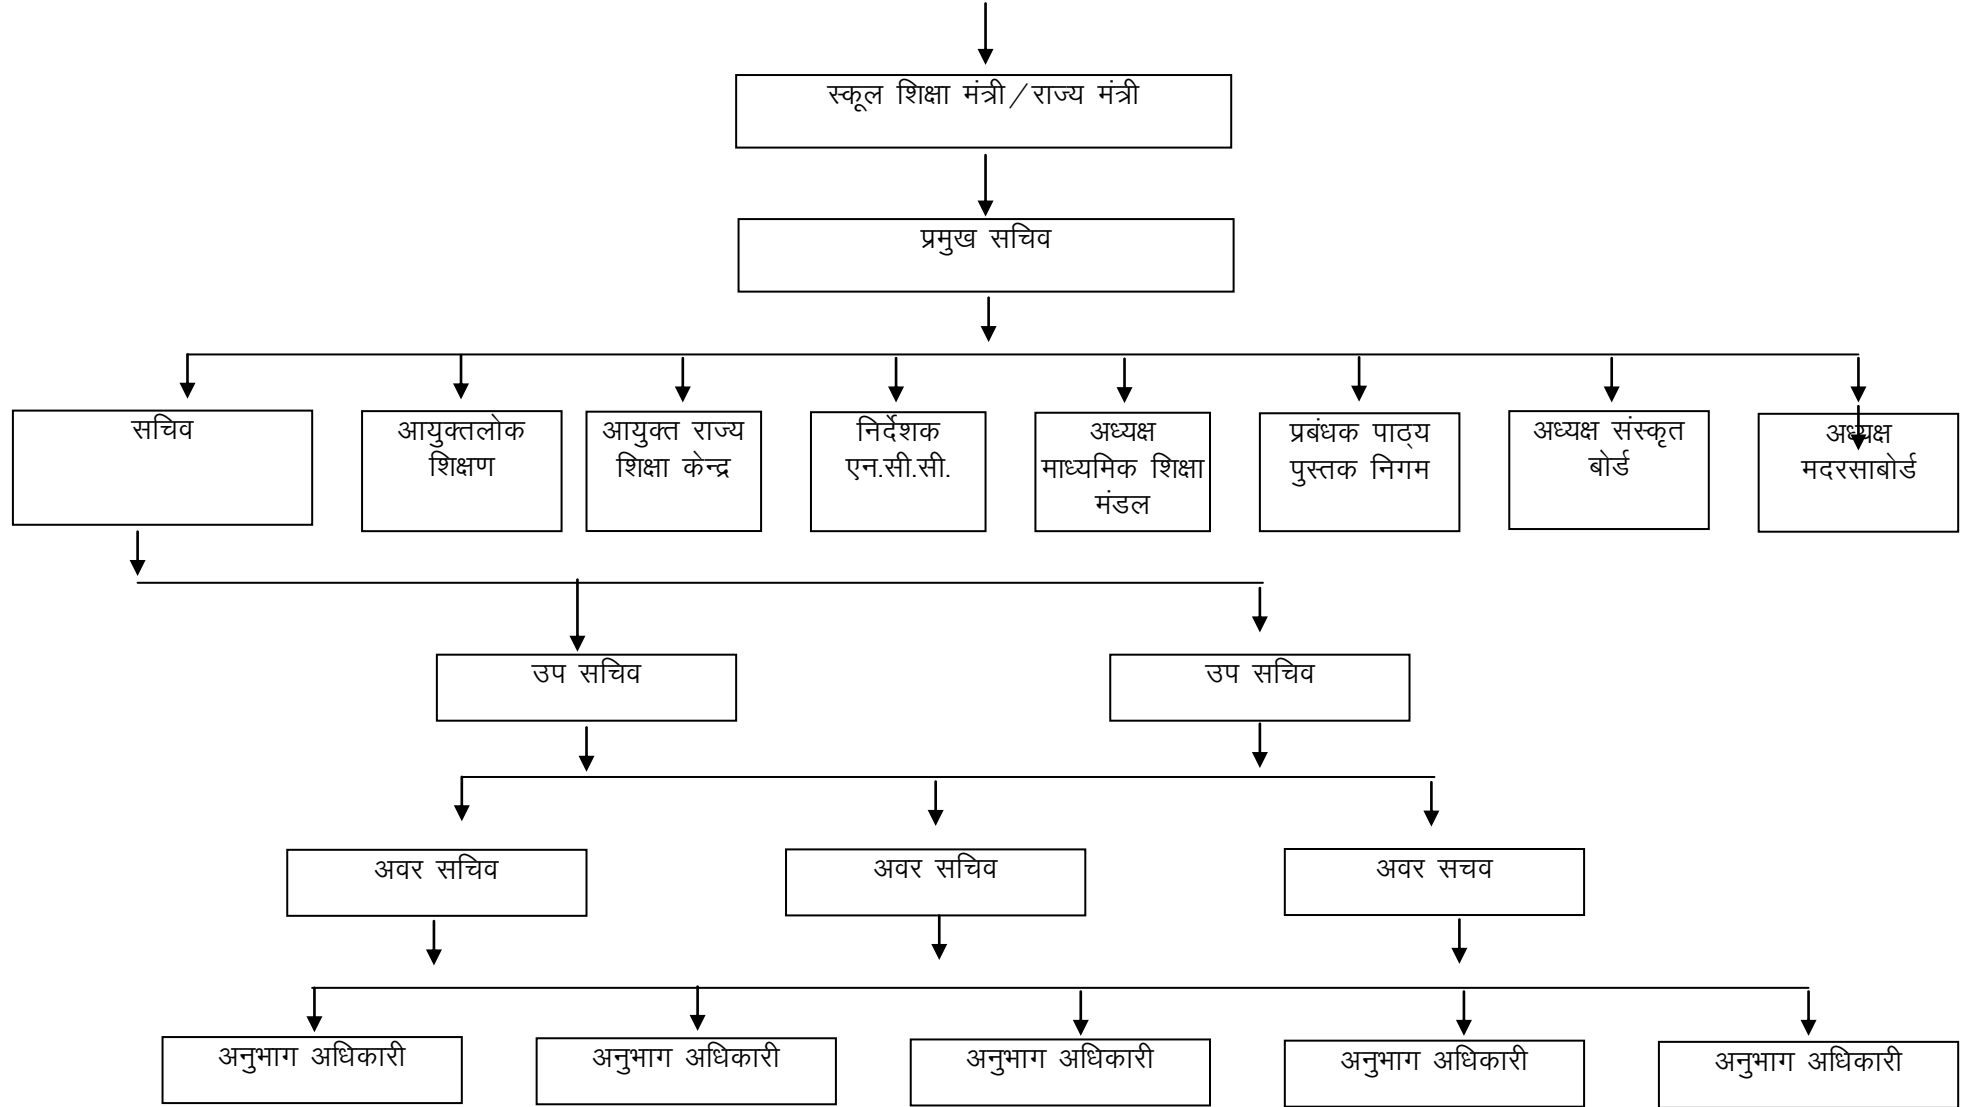 स्कूल शिक्षा मंत्री/राज्य मंत्री
प्रमुख सचिव
सचिव
आयुक्तलोक
शिक्षण
आयुक्त राज्य
शिक्षा केन्द्र
निर्देशक
एन.सी.सी.
अध्यक्ष
माध्यमिक शिक्षा
मंडल
प्रबंधक पाठ्य
पुस्तक निगम
अध्यक्ष संस्कृत
बोर्ड
अध्यक्ष
मदरसाबोर्ड
उप सचिव
उप सचिव
अवर सचिव
अवर सचिव
अवर सचव
अनुभाग अधिकारी
अनुभाग अधिकारी
अनुभाग अधिकारी
अनुभाग अधिकारी
अनुभाग अधिकारी